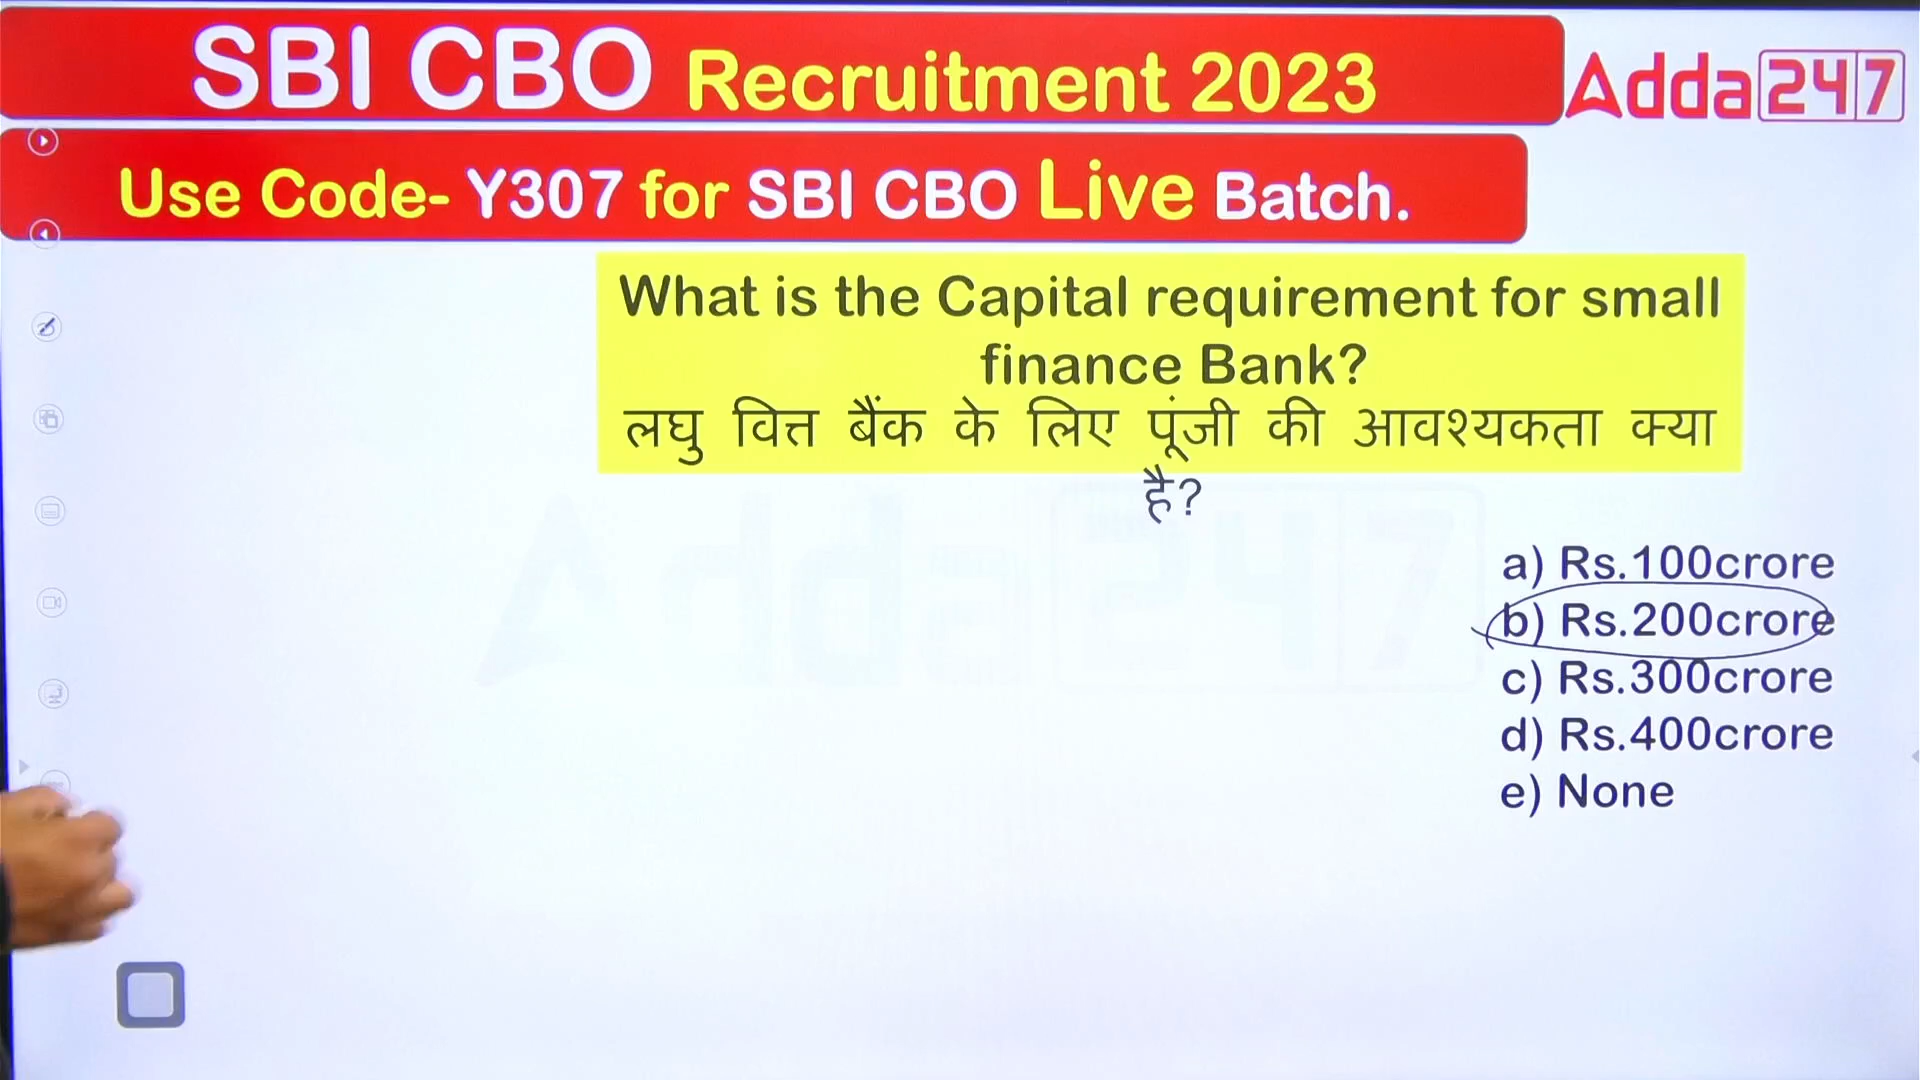 SBI CBO Recruitment 2023
Adda247
Use Code- Y307 for SBI CBO Live Batch.
What is the Capital requirement for small
finance Bank?
लघु वित्त बैंक के लिए पूंजी की आवश्यकता क्या
है?
Adda247
a) Rs.100crore
b) Rs.200crore
c) Rs.300crore
d) Rs.400crore
e) None